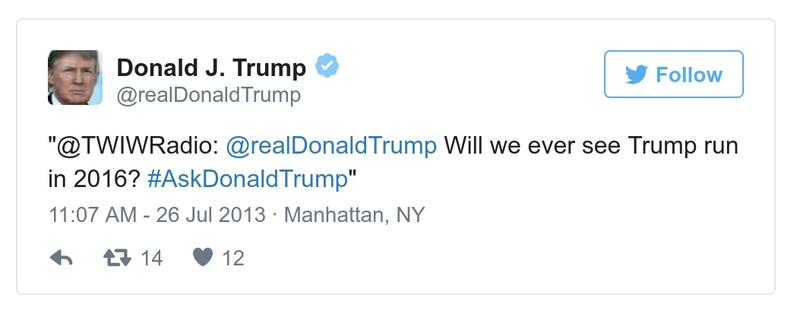 Donald J. Trump
@realDonaldTrump
Follow
"@TWIWRadio: @realDonaldTrump Will we ever see Trump run
in 2016? #AskDonaldTrump"
11:07 AM - 26 Jul 2013 · Manhattan, NY
14 12